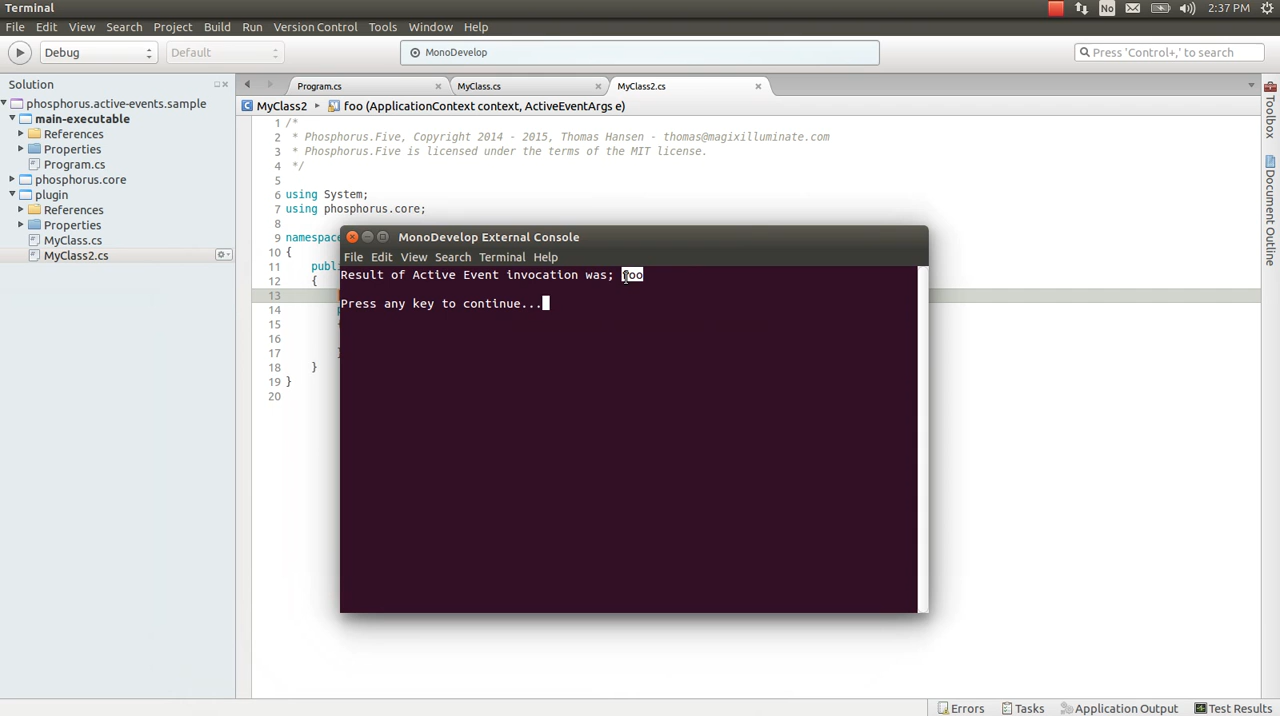 Terminal
No
2:37 PM
File Edit View Search Project Build Run Version Control Tools Window Help
Debug
Default
MonoDevelop
Press 'Control+,' to search
Solution
Program.cs
MyClass.cs
MyClass2.cs
phosphorus.active-events.sample
MyClass2
foo (ApplicationContext context, ActiveEventArgs e)
main-executable
References
Properties
Program.cs
phosphorus.core
plugin
References
Properties
MyClass.cs
MyClass2.cs
1 /*
2 * Phosphorus.Five, Copyright 2014 - 2015, Thomas Hansen - thomas@magixilluminate.com
3 * Phosphorus.Five is licensed under the terms of the MIT license.
4 */
5
6 using System;
7 using phosphorus.core;
8
9 namespace
10 {
11 publi
12 {
13
14 p
15
16
17
18 }
19 }
20
MonoDevelop External Console
File Edit View Search Terminal Help
Result of Active Event invocation was; foo
Press any key to continue...
Toolbox
Document Outline
Errors
Tasks
Application Output
Test Results